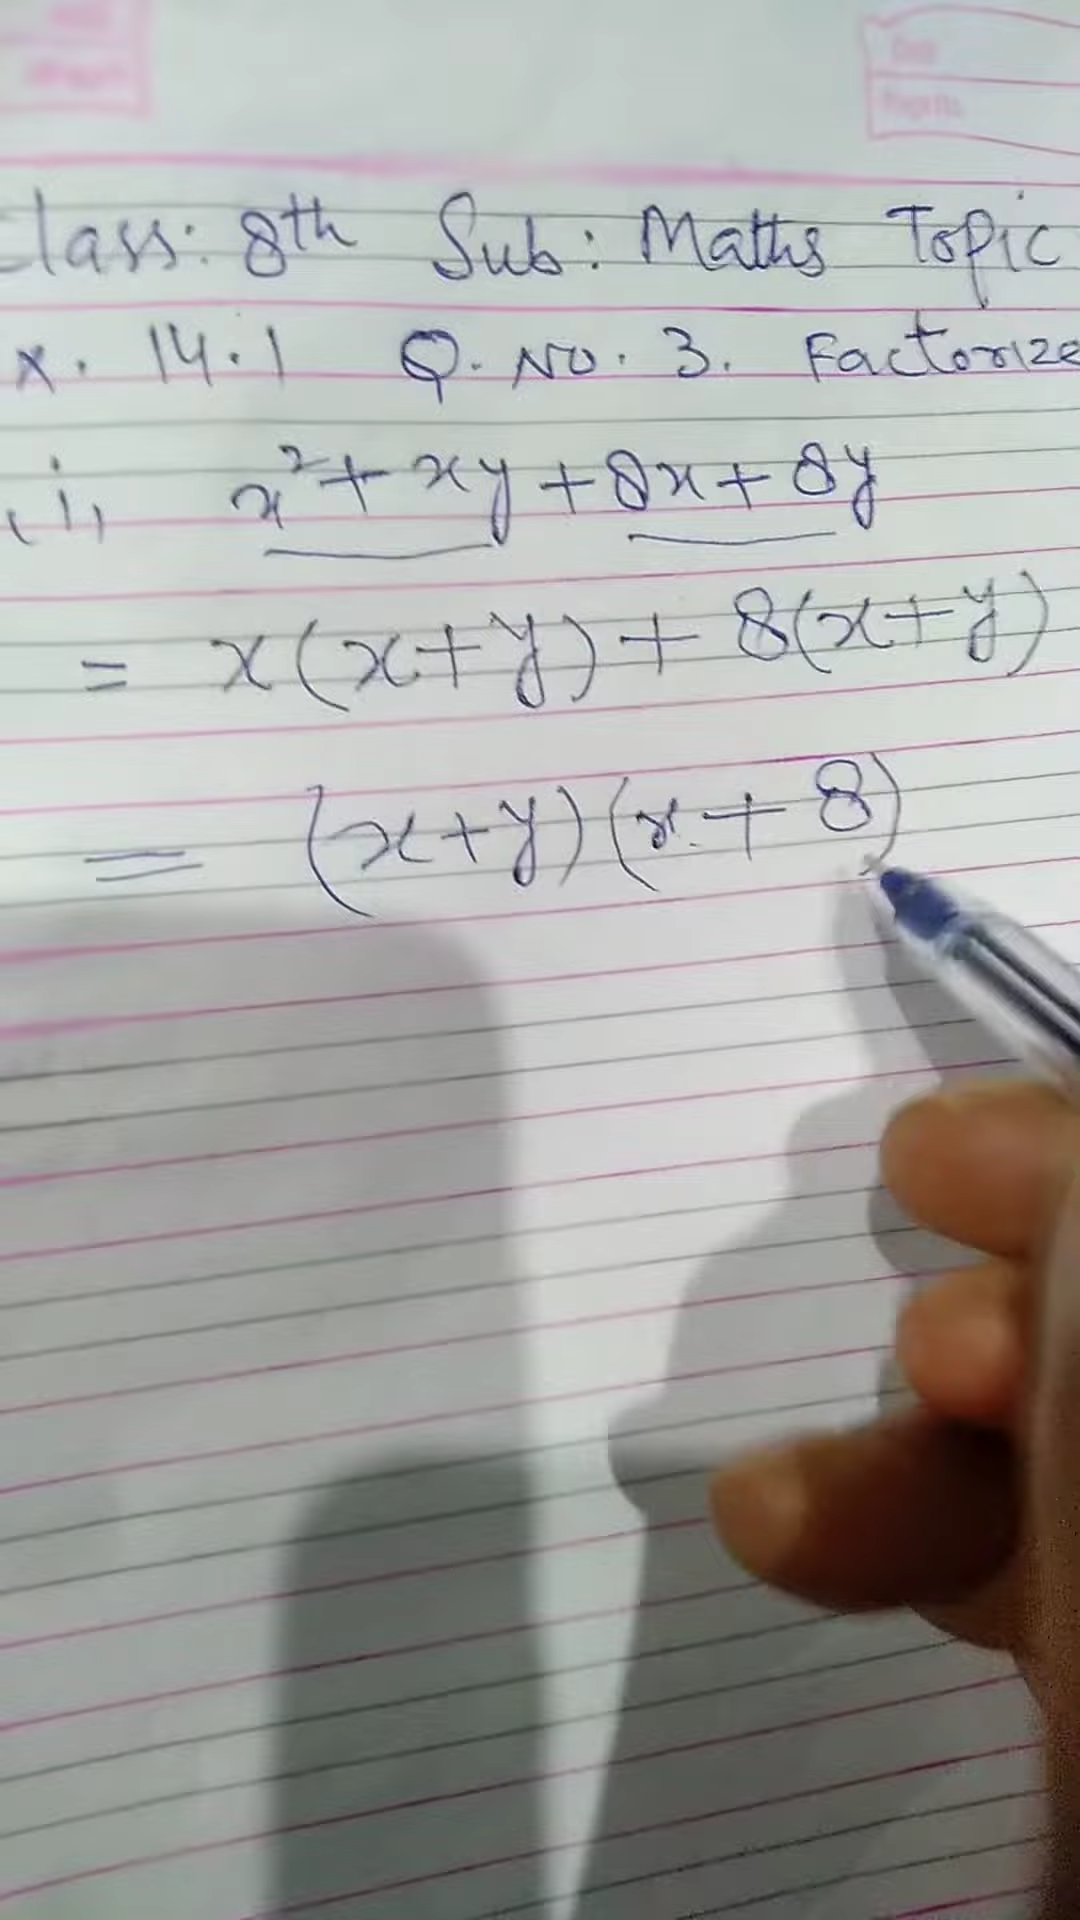 lass: 8th Sub: Maths Topic
x. 14.1 Q. No. 3. Factorize
(i) x² + xy + 8x + 8y
= x(x+y) + 8(x+y)
= (x+y)(x+8)